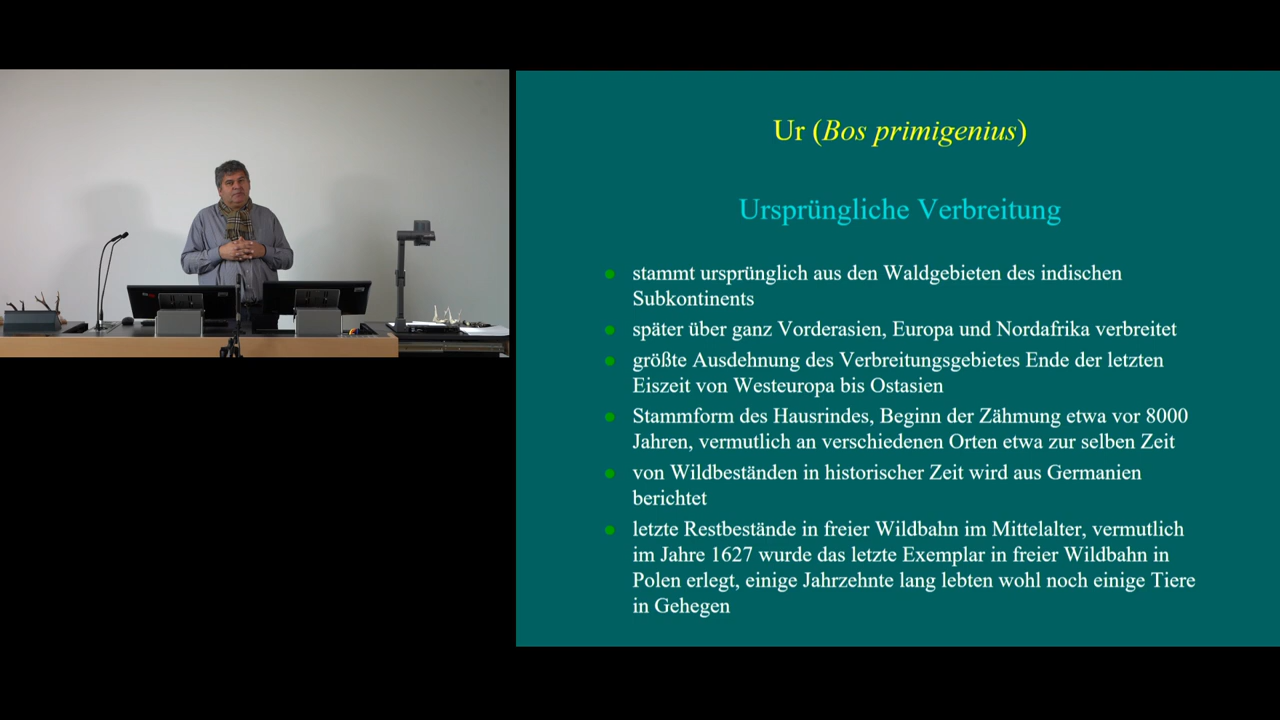 Ur (Bos primigenius)
Ursprüngliche Verbreitung
stammt ursprünglich aus den Waldgebieten des indischen
Subkontinents
später über ganz Vorderasien, Europa und Nordafrika verbreitet
größte Ausdehnung des Verbreitungsgebietes Ende der letzten
Eiszeit von Westeuropa bis Ostasien
Stammform des Hausrindes, Beginn der Zähmung etwa vor 8000
Jahren, vermutlich an verschiedenen Orten etwa zur selben Zeit
von Wildbeständen in historischer Zeit wird aus Germanien
berichtet
letzte Restbestände in freier Wildbahn im Mittelalter, vermutlich
im Jahre 1627 wurde das letzte Exemplar in freier Wildbahn in
Polen erlegt, einige Jahrzehnte lang lebten wohl noch einige Tiere
in Gehegen